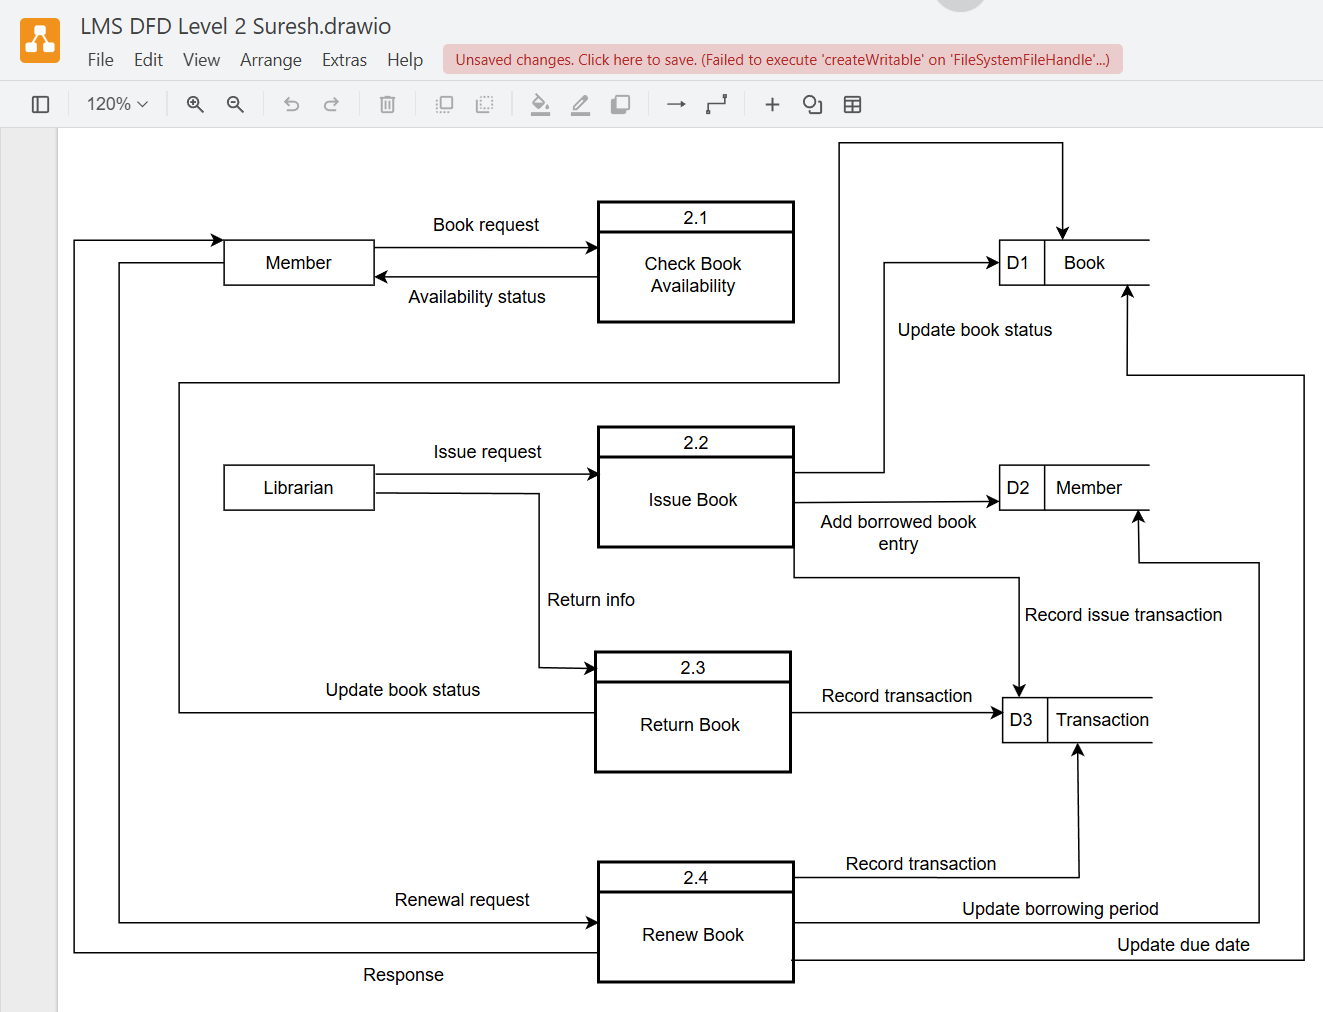 LMS DFD Level 2 Suresh.drawio
File Edit View Arrange Extras Help
Unsaved changes. Click here to save. (Failed to execute 'createWritable' on 'FileSystemFileHandle'...)
120%
Book request
2.1
Member
Check Book
Availability
D1 Book
Availability status
Update book status
Issue request
2.2
Librarian
Issue Book
D2 Member
Add borrowed book
entry
Return info
Record issue transaction
2.3
Update book status
Record transaction
Return Book
D3 Transaction
Record transaction
2.4
Renewal request
Update borrowing period
Renew Book
Update due date
Response